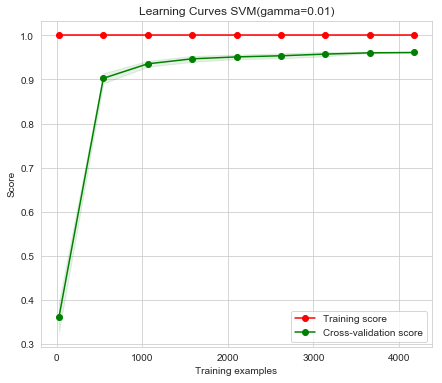 Learning Curves SVM(gamma=0.01)
1.0
0.9
0.8
0.7
0.6
0.5
0.4
0.3
Score
0
1000
2000
3000
4000
Training examples
Training score
Cross-validation score